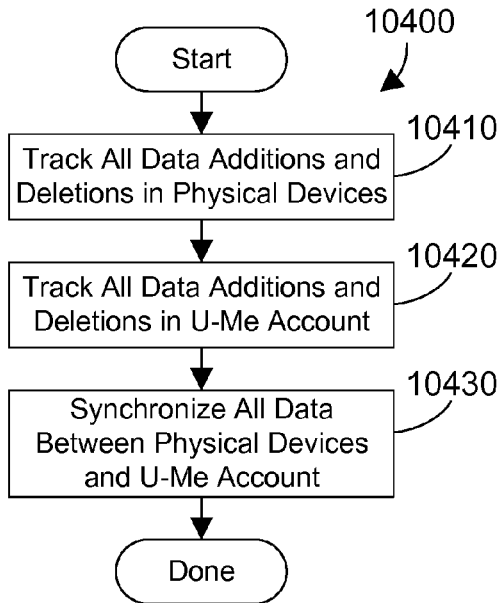 10400
Start
10410
Track All Data Additions and
Deletions in Physical Devices
10420
Track All Data Additions and
Deletions in U-Me Account
10430
Synchronize All Data
Between Physical Devices
and U-Me Account
Done